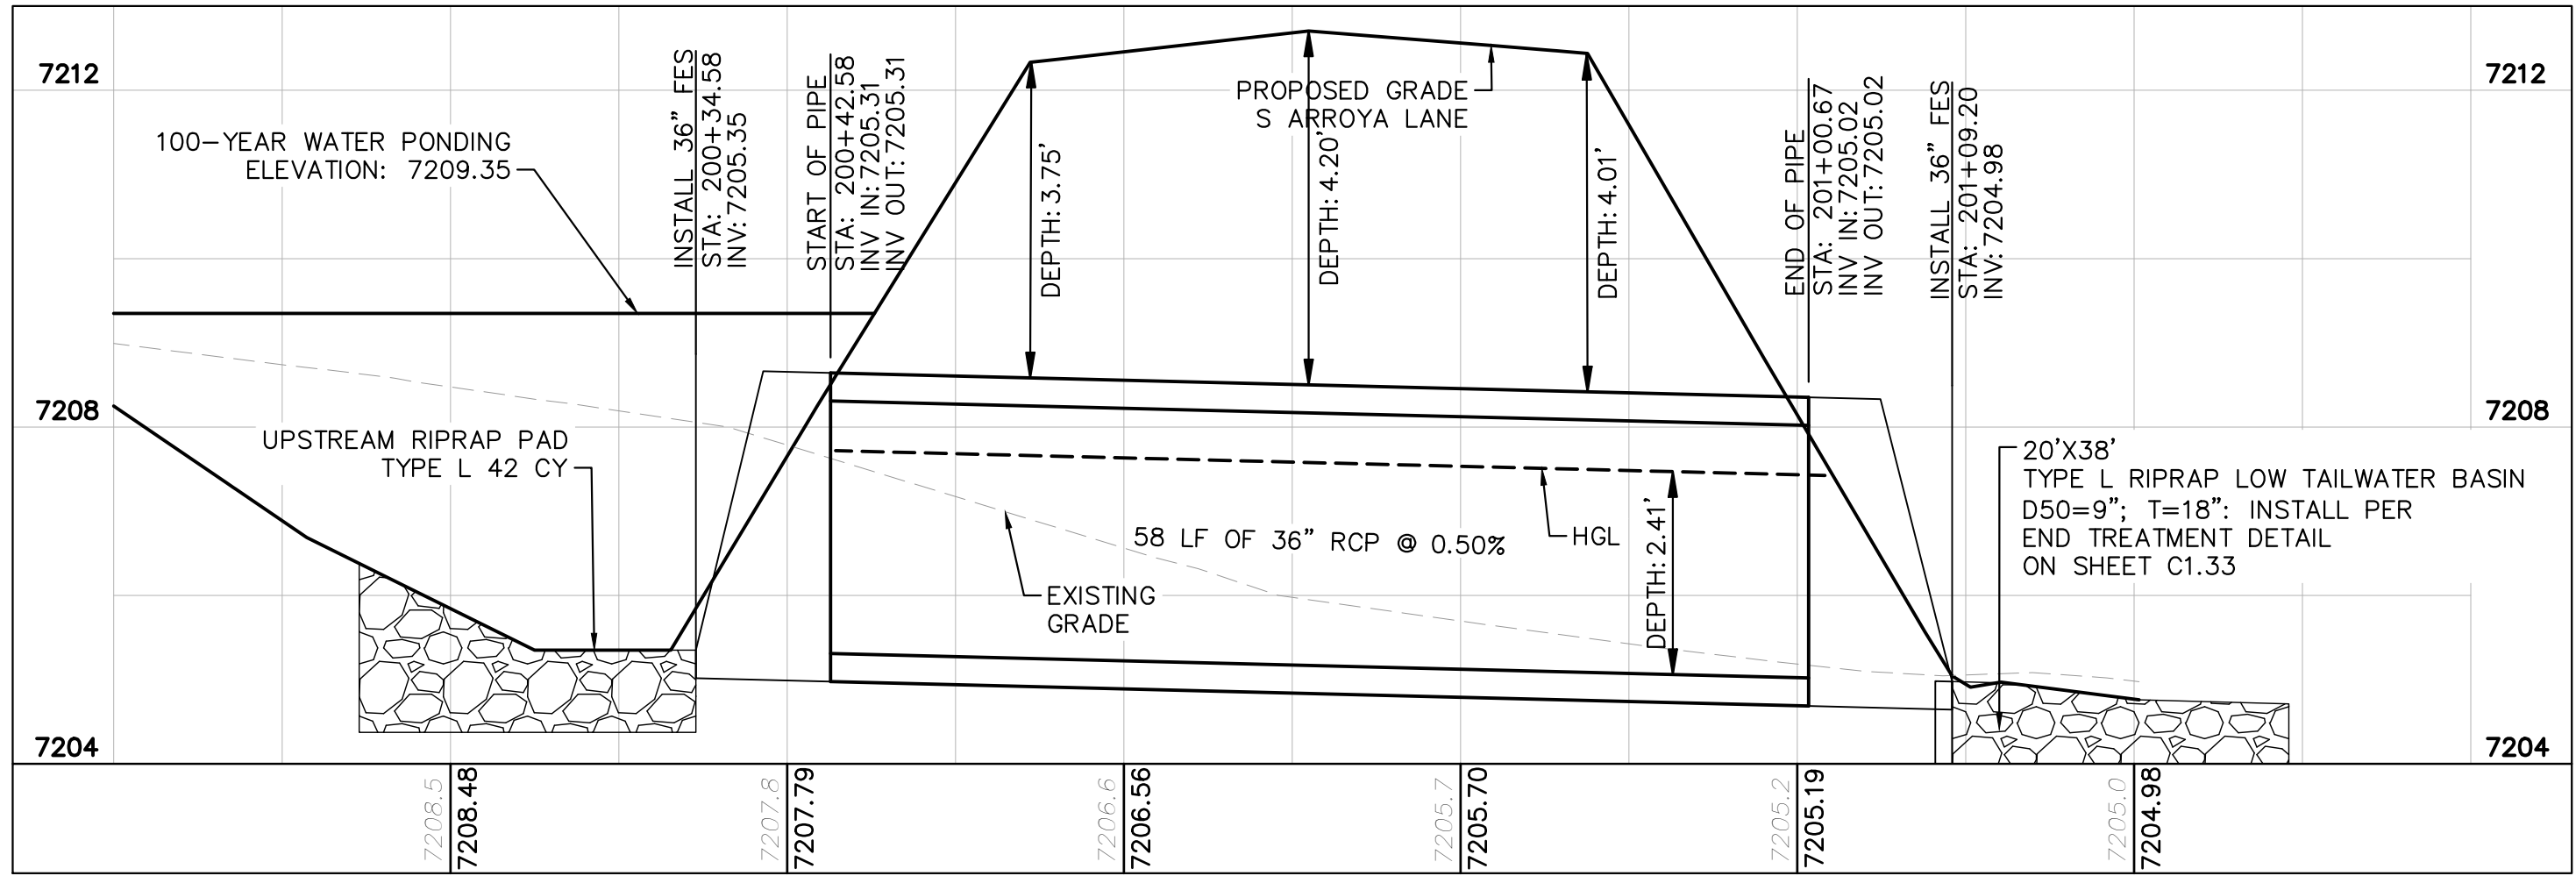 7212
7212
100-YEAR WATER PONDING
ELEVATION: 7209.35
INSTALL 36" FES
STA: 200+34.58
INV: 7205.35
START OF PIPE
STA: 200+42.58
INV IN: 7205.31
INV OUT: 7205.31
DEPTH: 3.75'
PROPOSED GRADE
S ARROYA LANE
DEPTH: 4.20'
DEPTH: 4.01'
END OF PIPE
STA: 201+00.67
INV IN: 7205.02
INV OUT: 7205.02
INSTALL 36" FES
STA: 201+09.20
INV: 7204.98
7208
7208
UPSTREAM RIPRAP PAD
TYPE L 42 CY
58 LF OF 36" RCP @ 0.50%
HGL
DEPTH: 2.41'
EXISTING
GRADE
20'X38'
TYPE L RIPRAP LOW TAILWATER BASIN
D50=9"; T=18": INSTALL PER
END TREATMENT DETAIL
ON SHEET C1.33
7204
7204
7208.5
7208.48
7207.8
7207.79
7206.6
7206.56
7205.7
7205.70
7205.2
7205.19
7205.0
7204.98